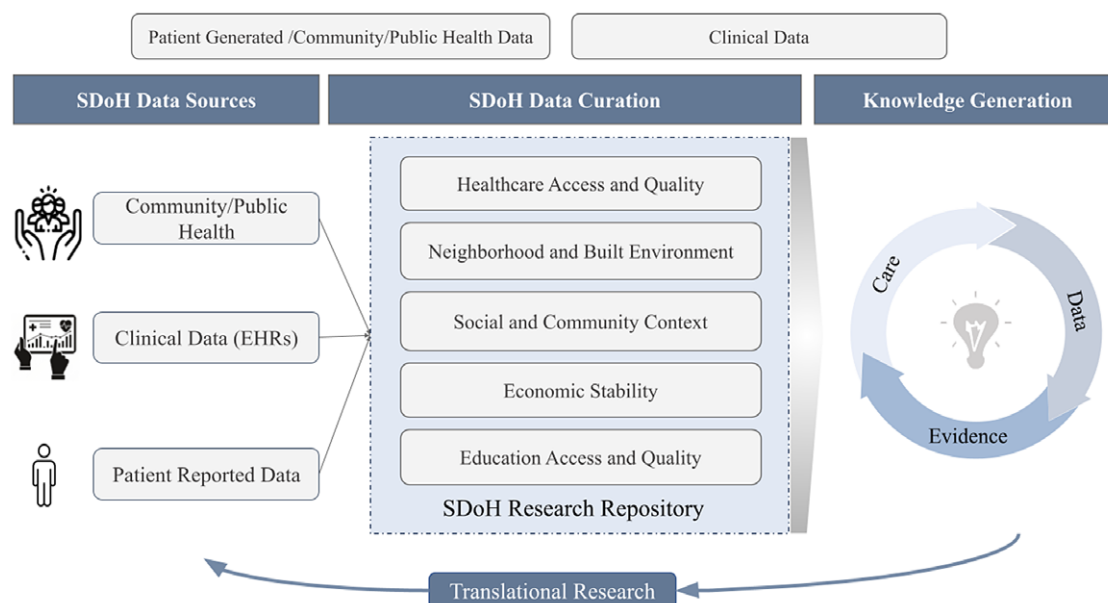 Patient Generated /Community/Public Health Data
Clinical Data
SDoH Data Sources
SDoH Data Curation
Knowledge Generation
Community/Public
Health
Clinical Data (EHRs)
Patient Reported Data
Healthcare Access and Quality
Neighborhood and Built Environment
Social and Community Context
Economic Stability
Education Access and Quality
SDoH Research Repository
Care
Data
Evidence
Translational Research